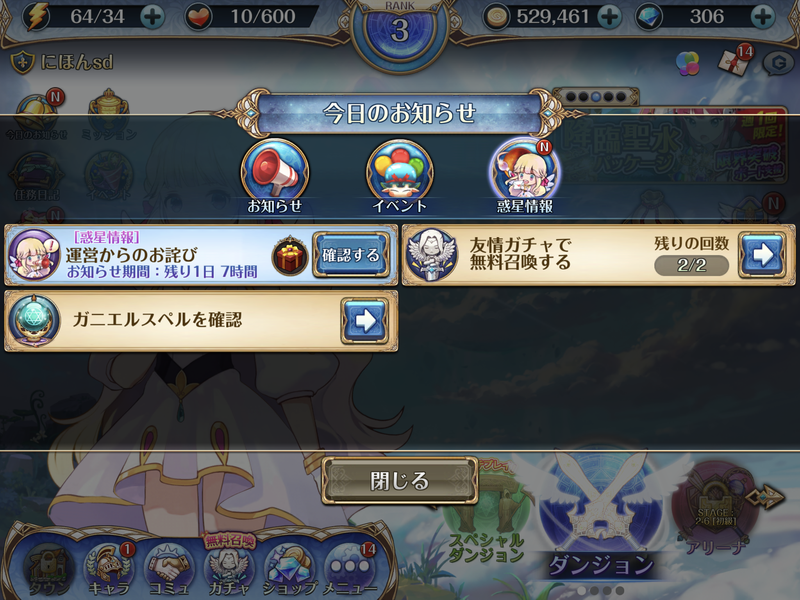 64/34
10/600
RANK
3
529,461
306
にほんsd
N
14
G
今日のお知らせ
N
お知らせ
イベント
惑星情報
[惑星情報]
運営からのお詫び
お知らせ期間：残り1日 7時間
確認する
友情ガチャで
無料召喚する
残りの回数
2/2
ガニエルスペルを確認
閉じる
スペシャル
ダンジョン
ダンジョン
STAGE:
2-6[初級]
アリーナ
無料召喚
1
14
タウン
キャラ
コミュ
ガチャ
ショップ
メニュー